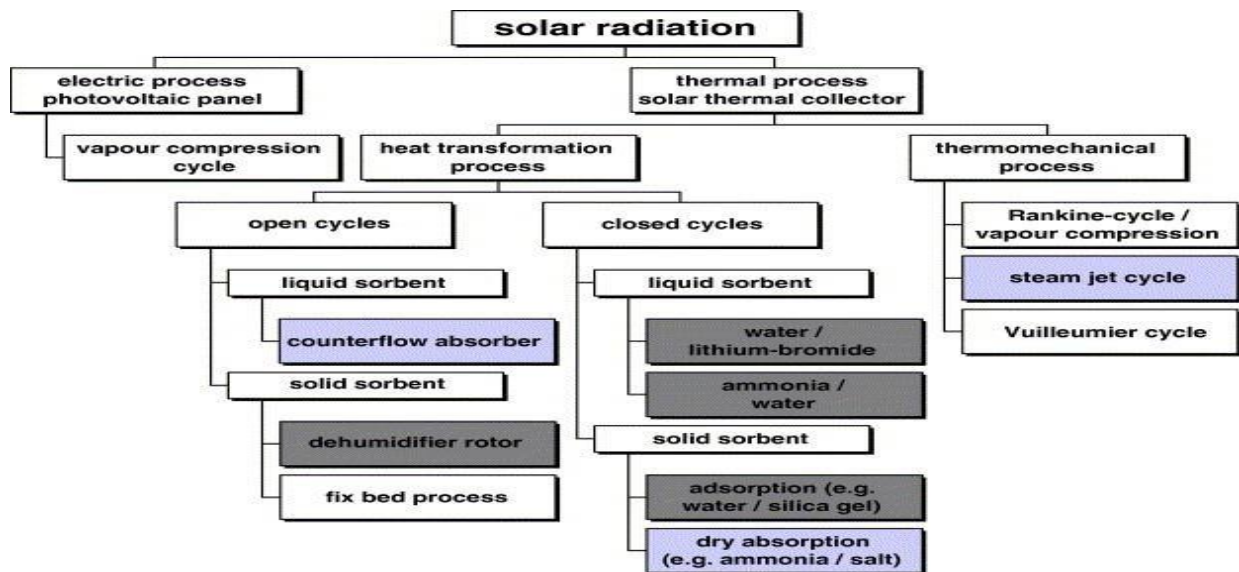 solar radiation
electric process
photovoltaic panel
thermal process
solar thermal collector
vapour compression
cycle
heat transformation
process
thermomechanical
process
open cycles
closed cycles
Rankine-cycle /
vapour compression
liquid sorbent
liquid sorbent
steam jet cycle
counterflow absorber
water /
lithium-bromide
Vuilleumier cycle
solid sorbent
ammonia /
water
dehumidifier rotor
solid sorbent
fix bed process
adsorption (e.g.
water / silica gel)
dry absorption
(e.g. ammonia / salt)